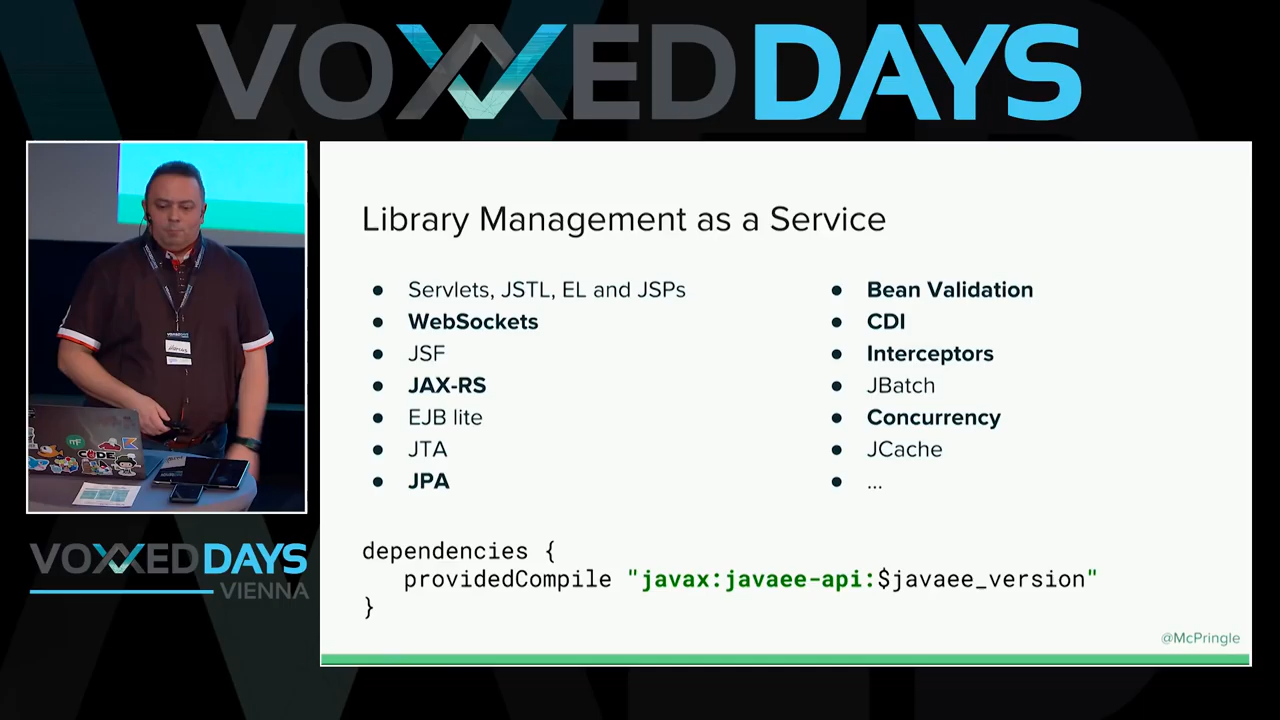 VOXXED DAYS
Library Management as a Service
● Servlets, JSTL, EL and JSPs
● WebSockets
● JSF
● JAX-RS
● EJB lite
● JTA
● JPA
● Bean Validation
● CDI
● Interceptors
● JBatch
● Concurrency
● JCache
● ...
dependencies {
providedCompile "javax:javaee-api:$javaee_version"
}
@McPringle
CODE
VOXXED DAYS
VIENNA